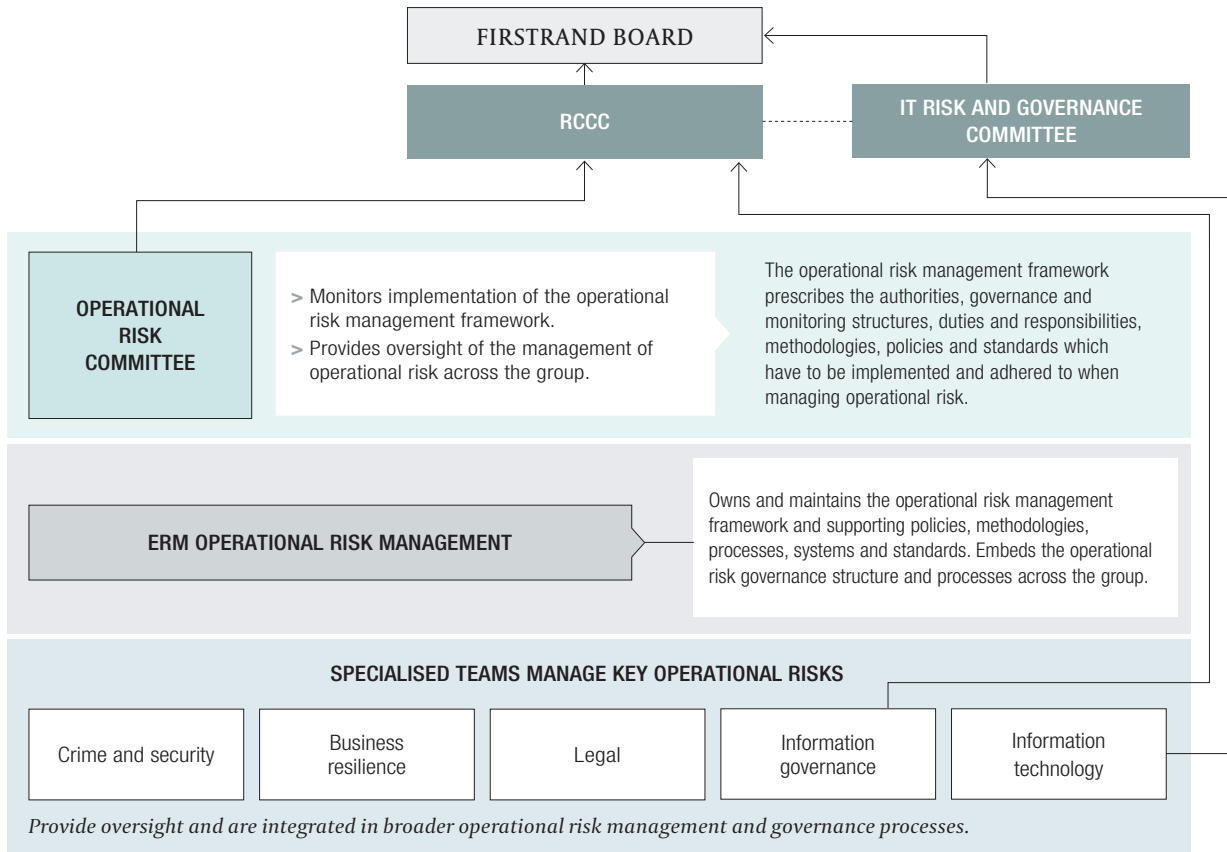 FIRSTRAND BOARD
RCCC
IT RISK AND GOVERNANCE
COMMITTEE
OPERATIONAL
RISK
COMMITTEE
> Monitors implementation of the operational
risk management framework.
> Provides oversight of the management of
operational risk across the group.
The operational risk management framework
prescribes the authorities, governance and
monitoring structures, duties and responsibilities,
methodologies, policies and standards which
have to be implemented and adhered to when
managing operational risk.
ERM OPERATIONAL RISK MANAGEMENT
Owns and maintains the operational risk management
framework and supporting policies, methodologies,
processes, systems and standards. Embeds the operational
risk governance structure and processes across the group.
SPECIALISED TEAMS MANAGE KEY OPERATIONAL RISKS
Crime and security
Business
resilience
Legal
Information
governance
Information
technology
Provide oversight and are integrated in broader operational risk management and governance processes.